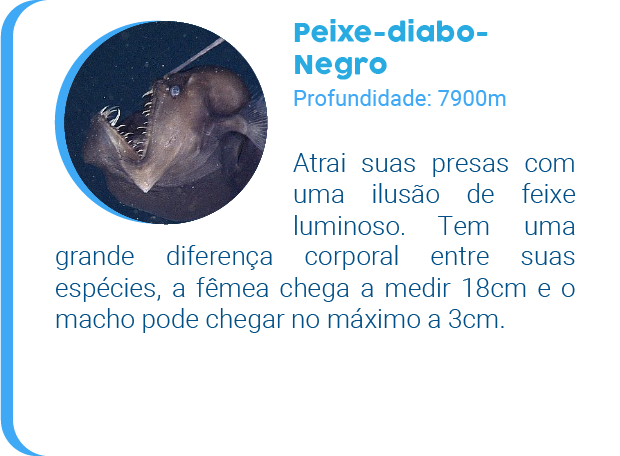 Peixe-diabo-
Negro
Profundidade: 7900m
Atrai suas presas com
uma ilusão de feixe
luminoso. Tem uma
grande diferença corporal entre suas
espécies, a fêmea chega a medir 18cm e o
macho pode chegar no máximo a 3cm.